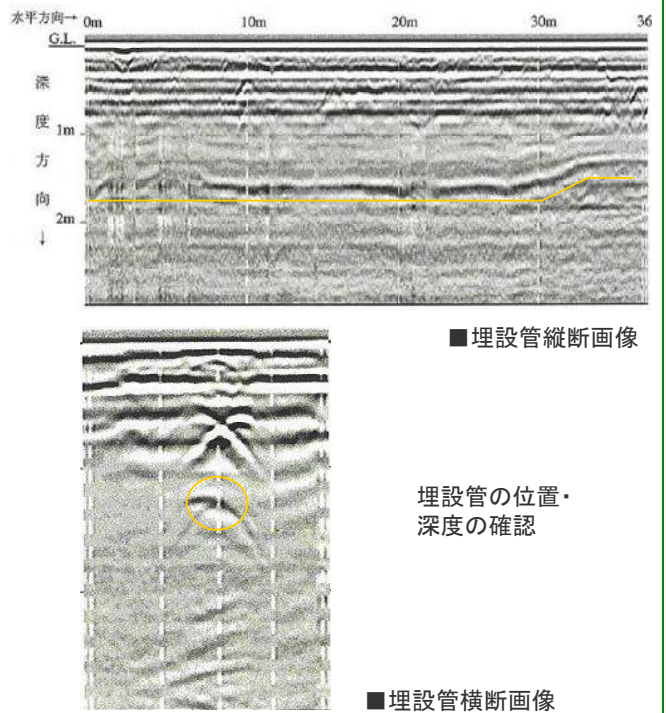 水平方向→ 0m 10m 20m 30m 36
G.L.
深度方向↓
1m
2m
■埋設管縦断画像
埋設管の位置・
深度の確認
■埋設管横断画像